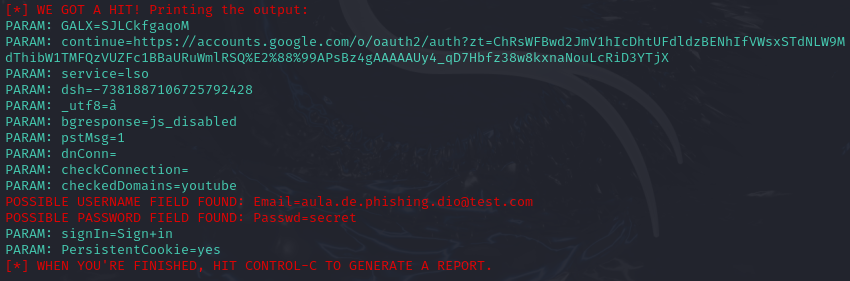 [*] WE GOT A HIT! Printing the output:
PARAM: GALX=SJLCkfgaqoM
PARAM: continue=https://accounts.google.com/o/oauth2/auth?zt=ChRsWFBwd2JmV1hIcDhtUFdldzBENhIfVWsxSTdNLW9M
dThibW1TMFQzVUZFc1BBaURuWmlRSQ%E2%88%99APsBz4gAAAAAUy4_qD7Hbfz38w8kxnaNouLcRiD3YTjX
PARAM: service=lso
PARAM: dsh=-7381887106725792428
PARAM: _utf8=â
PARAM: bgresponse=js_disabled
PARAM: pstMsg=1
PARAM: dnConn=
PARAM: checkConnection=
PARAM: checkedDomains=youtube
POSSIBLE USERNAME FIELD FOUND: Email=aula.de.phishing.dio@test.com
POSSIBLE PASSWORD FIELD FOUND: Passwd=secret
PARAM: signIn=Sign+in
PARAM: PersistentCookie=yes
[*] WHEN YOU'RE FINISHED, HIT CONTROL-C TO GENERATE A REPORT.